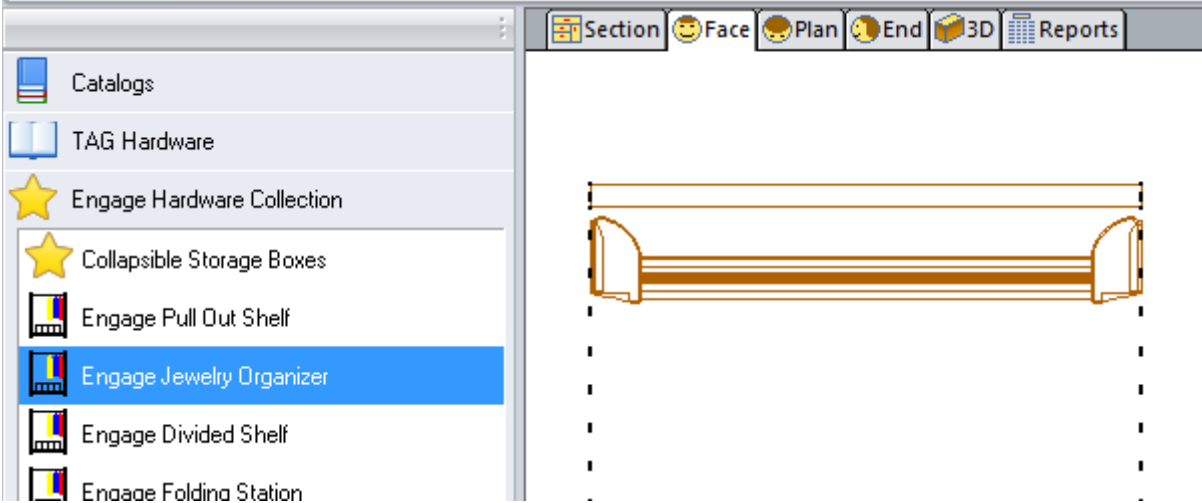 Section Face Plan End 3D Reports
Catalogs
TAG Hardware
Engage Hardware Collection
Collapsible Storage Boxes
Engage Pull Out Shelf
Engage Jewelry Organizer
Engage Divided Shelf
Engage Folding Station